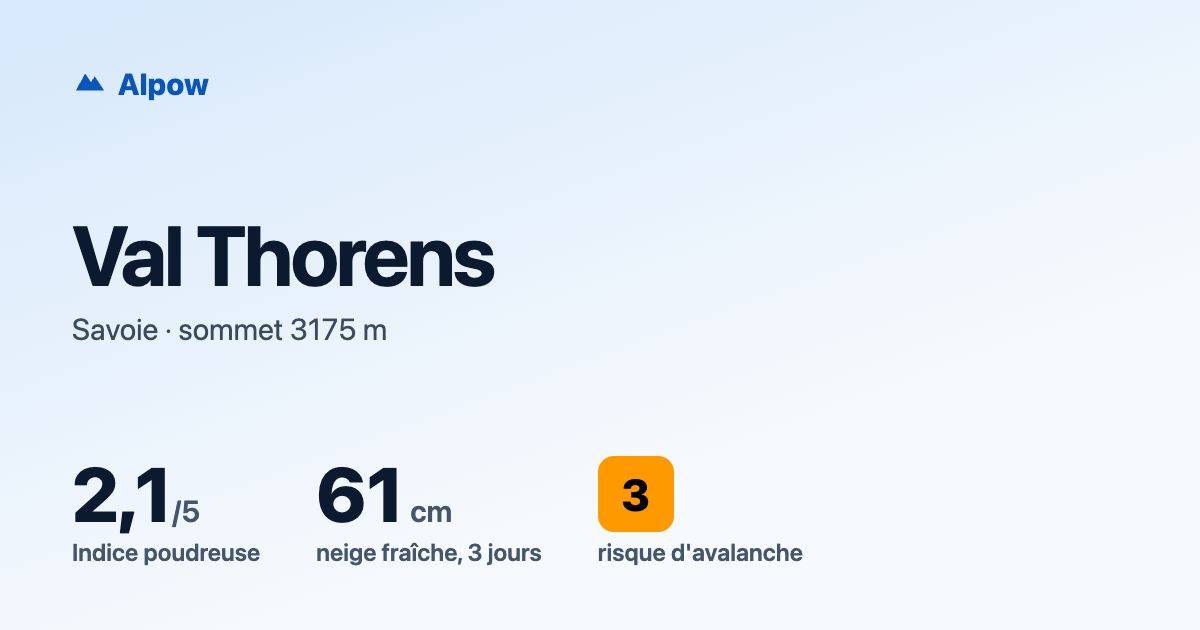 Alpow
Val Thorens
Savoie · sommet 3175 m
2,1/5
Indice poudreuse
61 cm
neige fraîche, 3 jours
3
risque d'avalanche